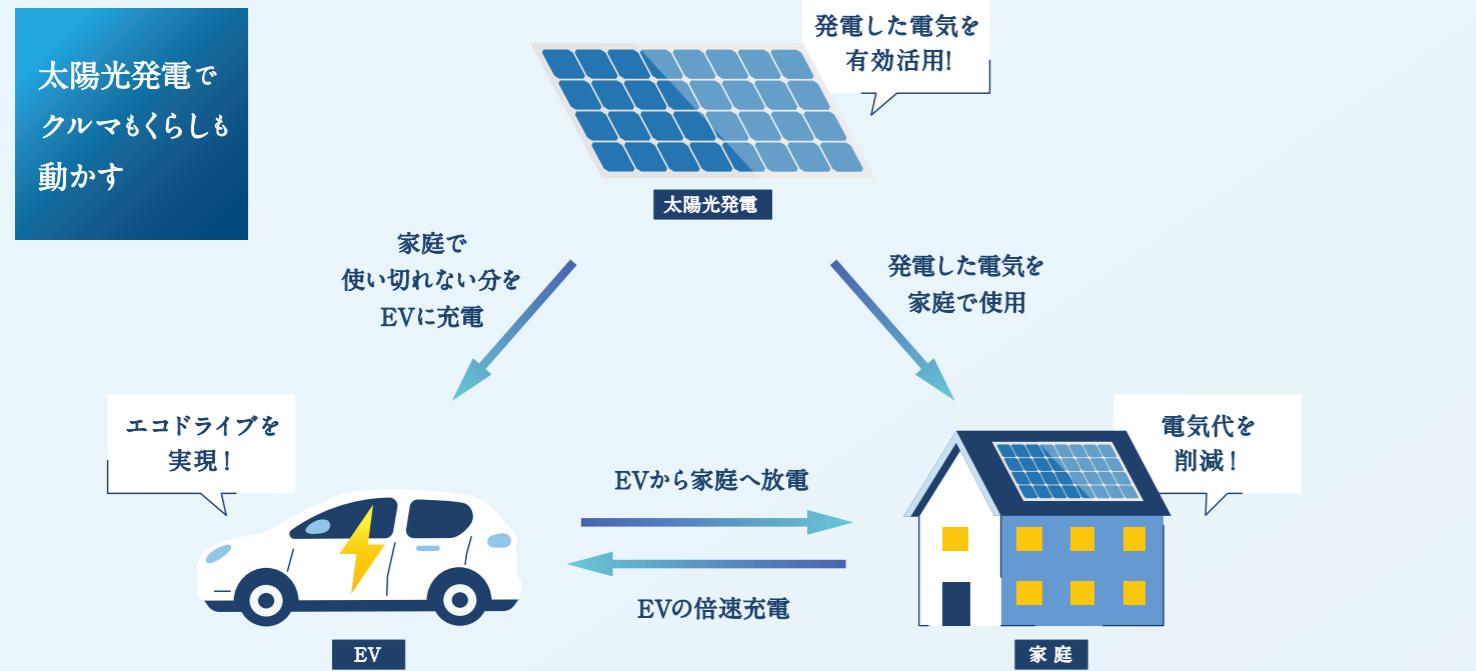 太陽光発電で
クルマもくらしも
動かす
発電した電気を
有効活用!
太陽光発電
家庭で
使い切れない分を
EVに充電
発電した電気を
家庭で使用
エコドライブを
実現!
電気代を
削減!
EVから家庭へ放電
EVの倍速充電
EV
家庭